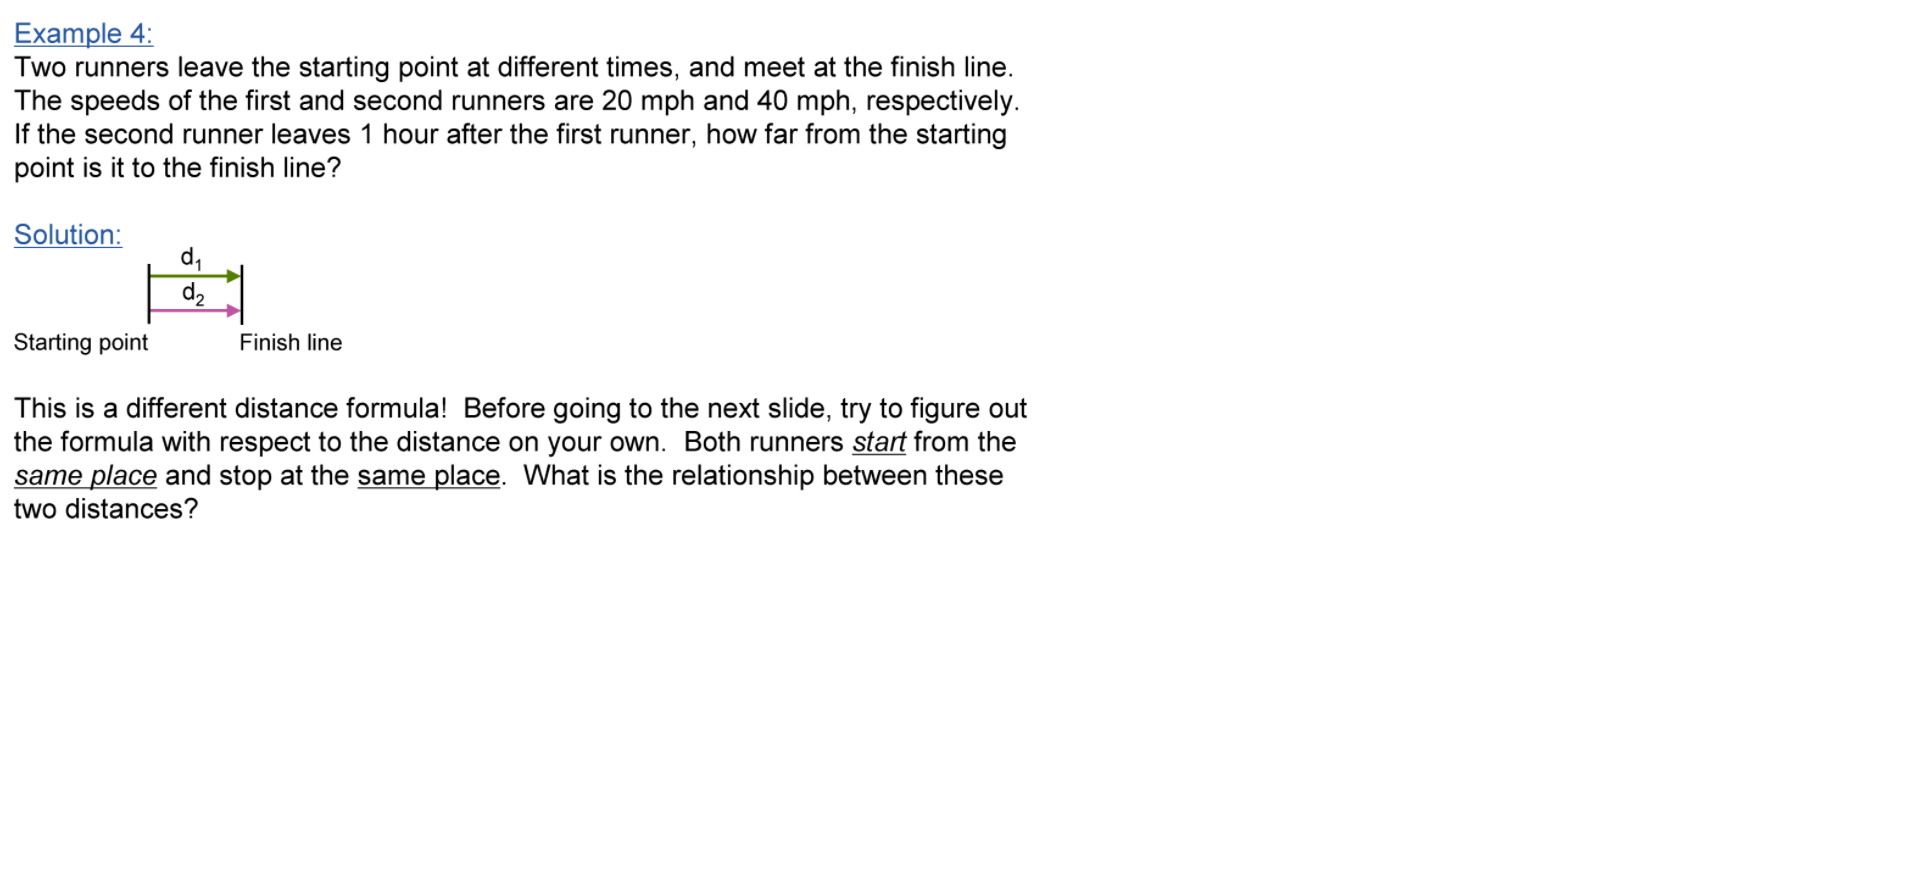 Example 4:
Two runners leave the starting point at different times, and meet at the finish line.
The speeds of the first and second runners are 20 mph and 40 mph, respectively.
If the second runner leaves 1 hour after the first runner, how far from the starting
point is it to the finish line?
Solution:
d₁
d₂
Starting point Finish line
This is a different distance formula! Before going to the next slide, try to figure out
the formula with respect to the distance on your own. Both runners start from the
same place and stop at the same place. What is the relationship between these
two distances?